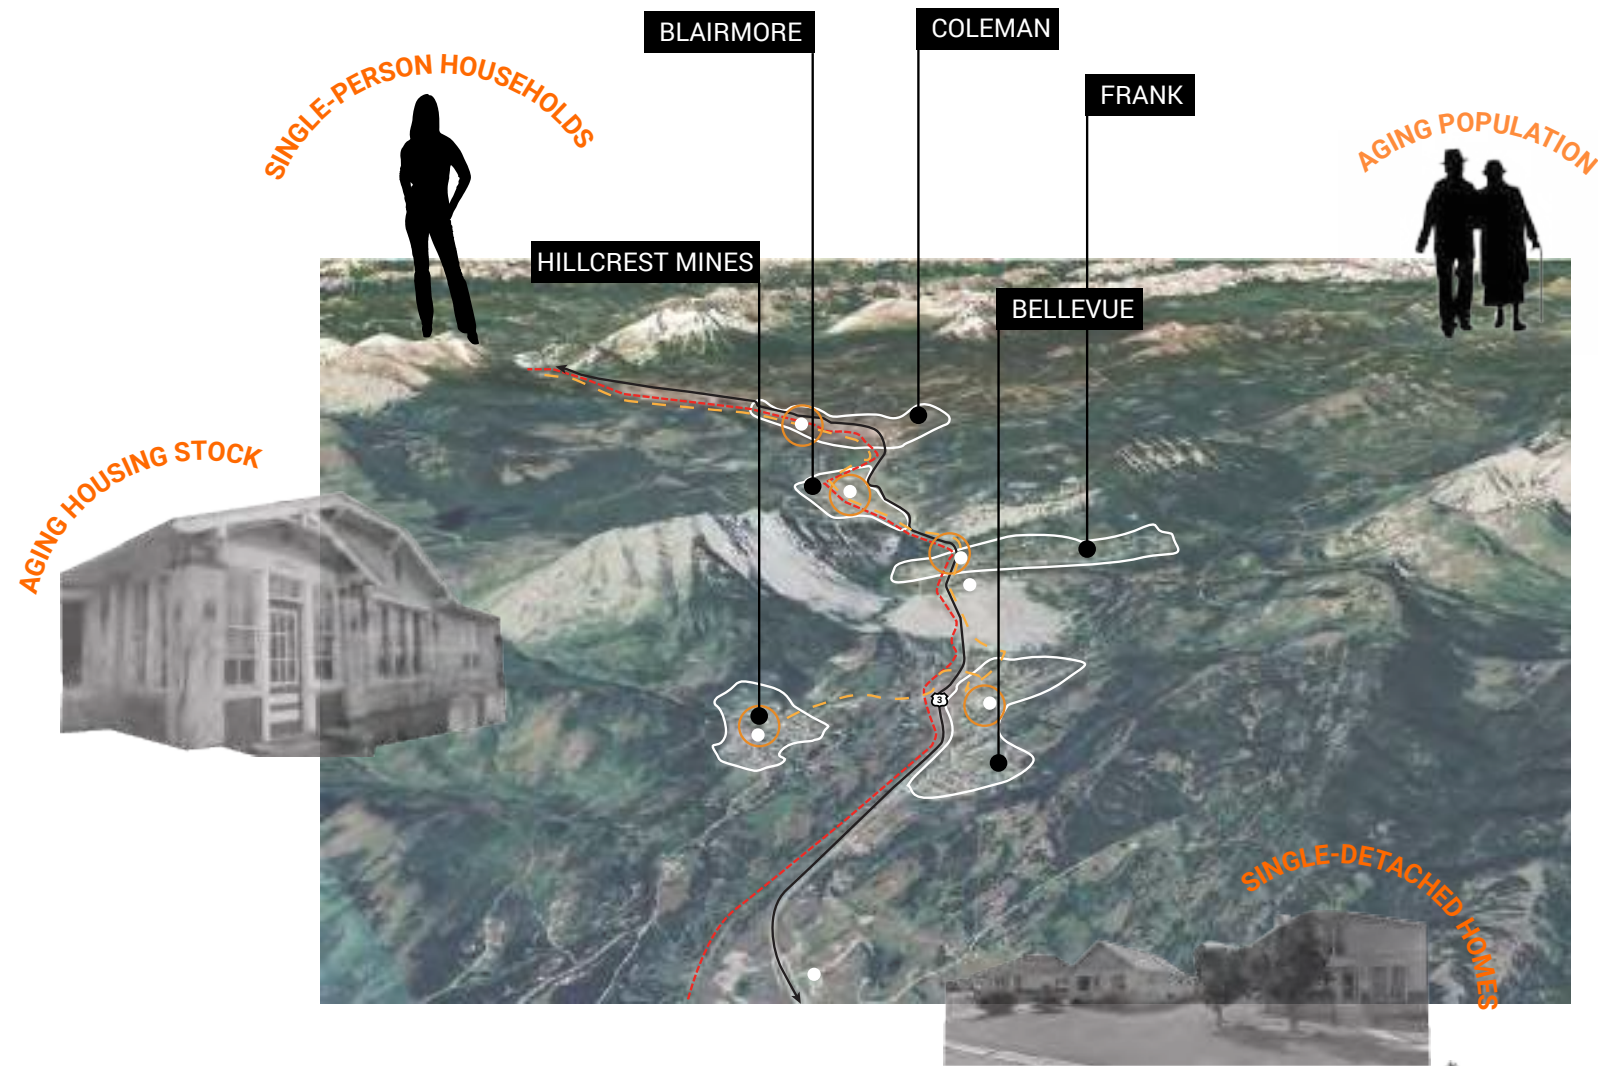 BLAIRMORE
COLEMAN
SINGLE-PERSON HOUSEHOLDS
FRANK
AGING POPULATION
HILLCREST MINES
BELLEVUE
AGING HOUSING STOCK
3
SINGLE-DETACHED HOMES